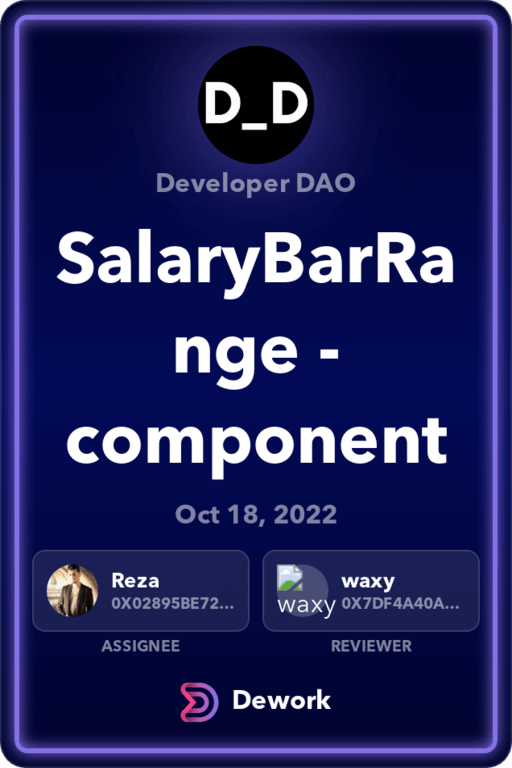 D_D
Developer DAO
SalaryBarRa
nge -
component
Oct 18, 2022
Reza
0X02895BE72...
ASSIGNEE
waxy
waxy
0X7DF4A40A...
REVIEWER
Dework